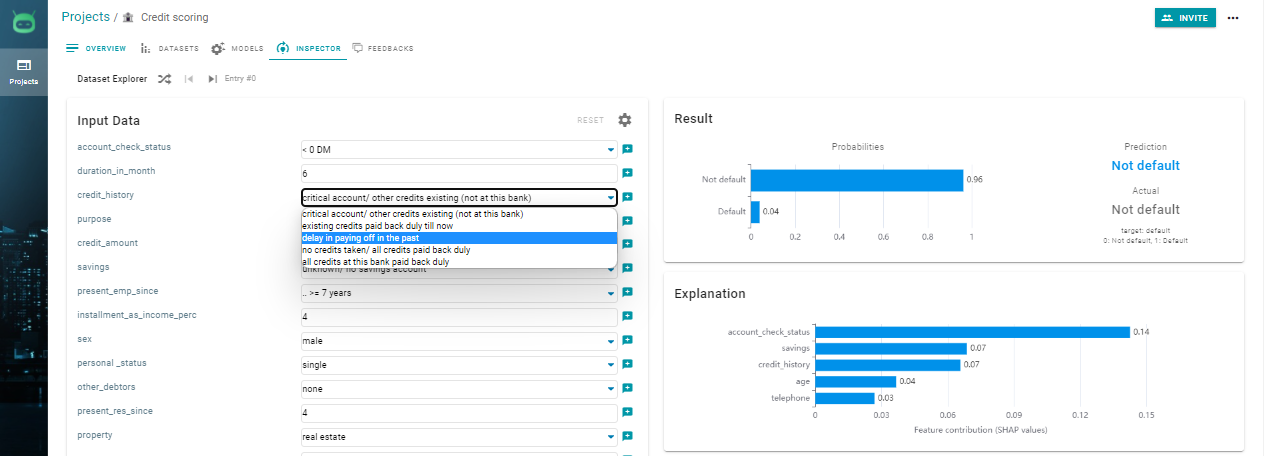 Projects / Credit scoring
INVITE
Projects
OVERVIEW DATASETS MODELS INSPECTOR FEEDBACKS
Dataset Explorer Entry #0
Input Data
RESET
account_check_status
< 0 DM
duration_in_month
6
credit_history
critical account/ other credits existing (not at this bank)
critical account/ other credits existing (not at this bank)
existing credits paid back duly till now
delay in paying off in the past
no credits taken/ all credits paid back duly
all credits at this bank paid back duly
purpose
credit_amount
savings
unknown/ no savings account
present_emp_since
.. >= 7 years
installment_as_income_perc
4
sex
male
personal _status
single
other_debtors
none
present_res_since
4
property
real estate
Result
Probabilities
Not default
0.96
Default
0.04
0 0.2 0.4 0.6 0.8 1
Prediction
Not default
Actual
Not default
target: default
0: Not default, 1: Default
Explanation
account_check_status
0.14
savings
0.07
credit_history
0.07
age
0.04
telephone
0.03
0 0.03 0.06 0.09 0.12 0.15
Feature contribution (SHAP values)